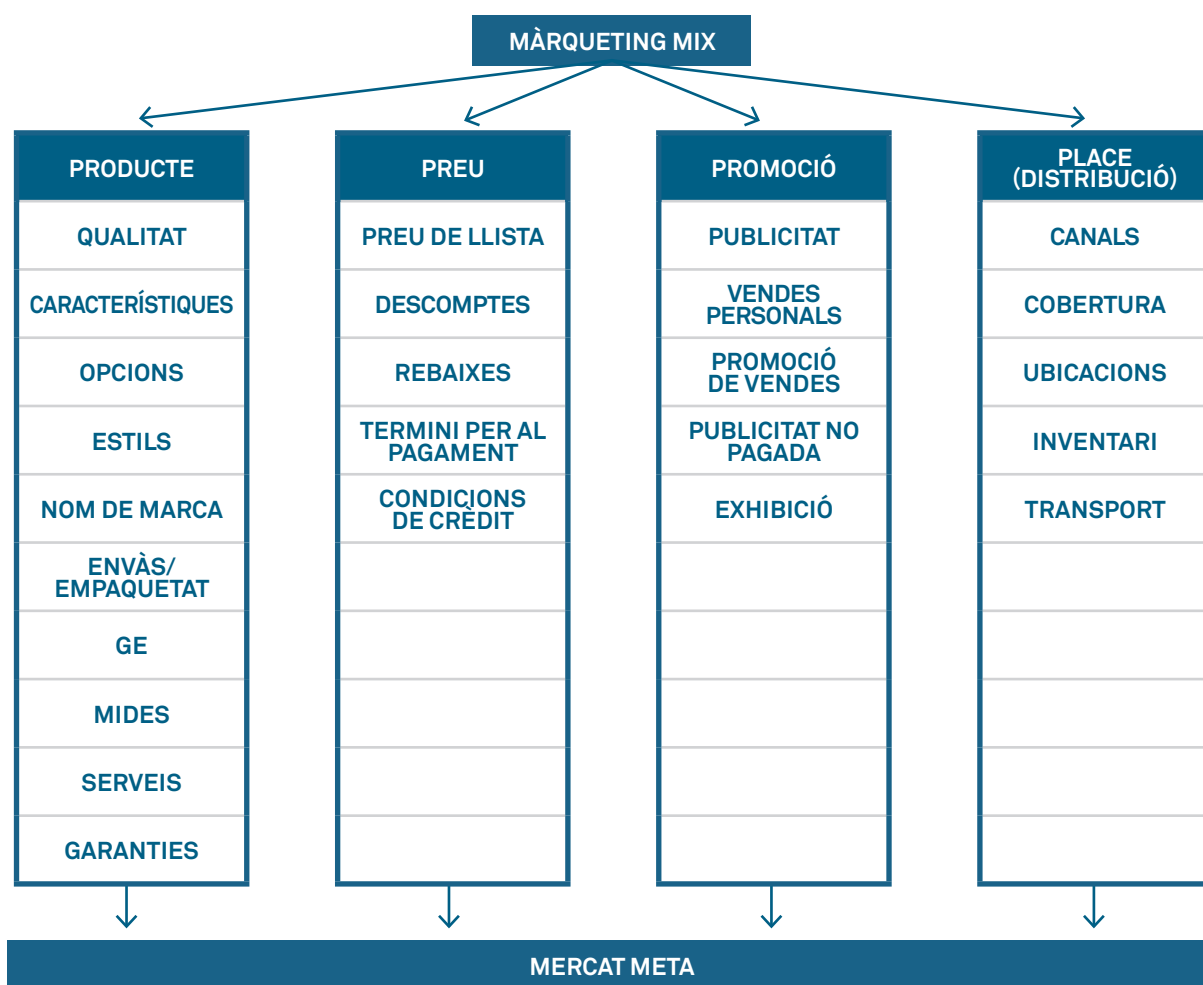 MÀRQUETING MIX
PRODUCTE
QUALITAT
CARACTERÍSTIQUES
OPCIONS
ESTILS
NOM DE MARCA
ENVÀS/
EMPAQUETAT
GE
MIDES
SERVEIS
GARANTIES
PREU
PREU DE LLISTA
DESCOMPTES
REBAIXES
TERMINI PER AL
PAGAMENT
CONDICIONS
DE CRÈDIT
PROMOCIÓ
PUBLICITAT
VENDES
PERSONALS
PROMOCIÓ
DE VENDES
PUBLICITAT NO
PAGADA
EXHIBICIÓ
PLACE
(DISTRIBUCIÓ)
CANALS
COBERTURA
UBICACIONS
INVENTARI
TRANSPORT
MERCAT META